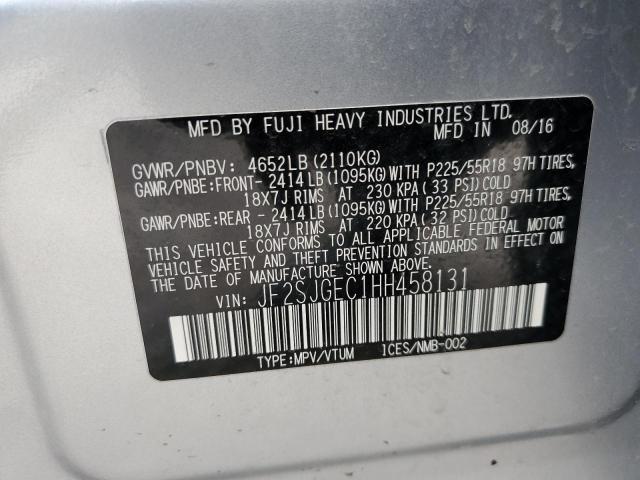 MFD BY FUJI HEAVY INDUSTRIES LTD.
MFD IN 08/16
GVWR/PNBV: 4652LB (2110KG)
GAWR/PNBE:FRONT- 2414LB (1095KG) WITH P225/55R18 97H TIRES,
18X7J RIMS AT 230 KPA (33 PSI) COLD
GAWR/PNBE:REAR - 2414LB (1095KG) WITH P225/55R18 97H TIRES,
18X7J RIMS AT 220 KPA (32 PSI) COLD
THIS VEHICLE CONFORMS TO ALL APPLICABLE FEDERAL MOTOR
VEHICLE SAFETY AND THEFT PREVENTION STANDARDS IN EFFECT ON
THE DATE OF MANUFACTURE SHOWN ABOVE.
VIN: JF2SJGEC1HH458131
TYPE:MPV/VTUM ICES/NMB-002